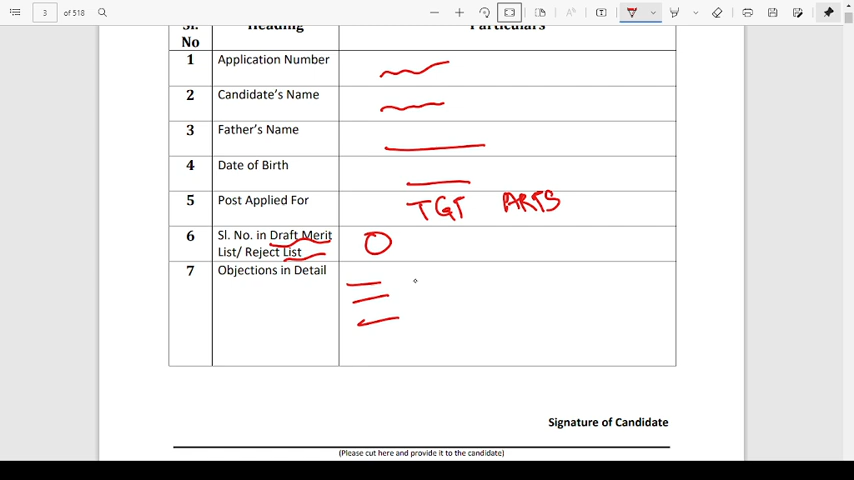 3 of 518
Sl. Heading Particulars
No
1 Application Number
2 Candidate's Name
3 Father's Name
4 Date of Birth
5 Post Applied For TGT ARTS
6 Sl. No. in Draft Merit
List/ Reject List
7 Objections in Detail
Signature of Candidate
(Please cut here and provide it to the candidate)